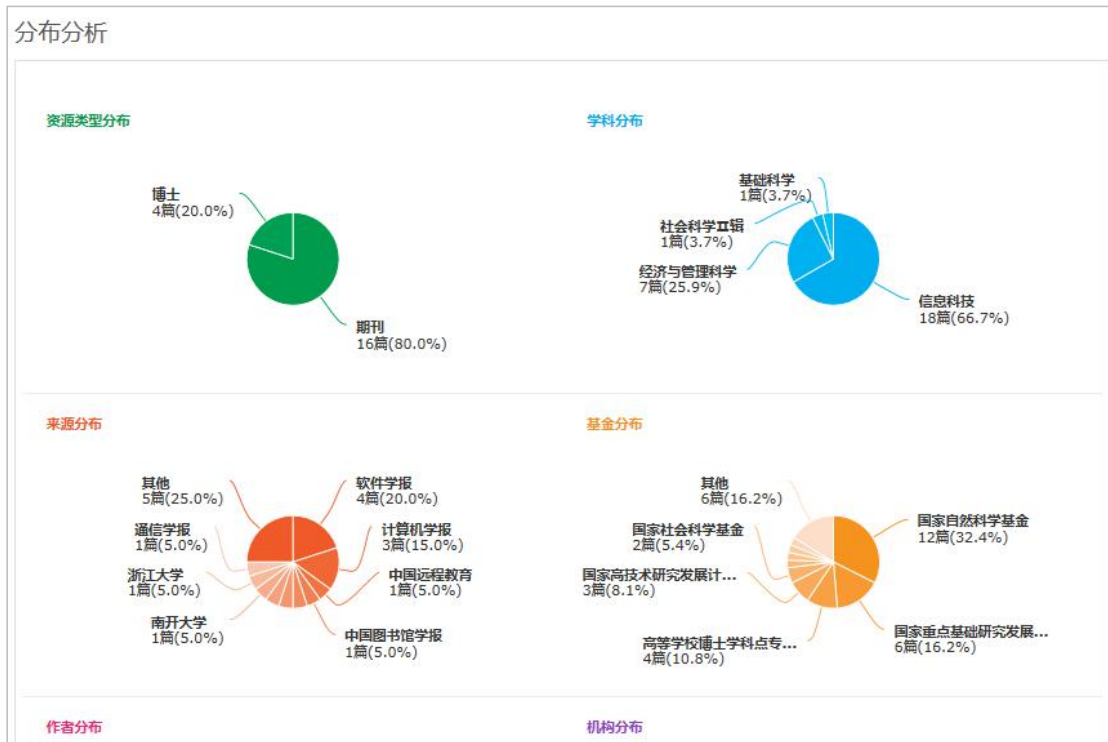 分布分析
资源类型分布
博士
4篇(20.0%)
期刊
16篇(80.0%)
学科分布
基础科学
1篇(3.7%)
社会科学Ⅱ辑
1篇(3.7%)
经济与管理科学
7篇(25.9%)
信息科技
18篇(66.7%)
来源分布
其他
5篇(25.0%)
软件学报
4篇(20.0%)
通信学报
1篇(5.0%)
计算机学报
3篇(15.0%)
浙江大学
1篇(5.0%)
中国远程教育
1篇(5.0%)
南开大学
1篇(5.0%)
中国图书馆学报
1篇(5.0%)
基金分布
其他
6篇(16.2%)
国家自然科学基金
12篇(32.4%)
国家社会科学基金
2篇(5.4%)
国家高技术研究发展计...
3篇(8.1%)
高等学校博士学科点专...
4篇(10.8%)
国家重点基础研究发展...
6篇(16.2%)
作者分布
机构分布